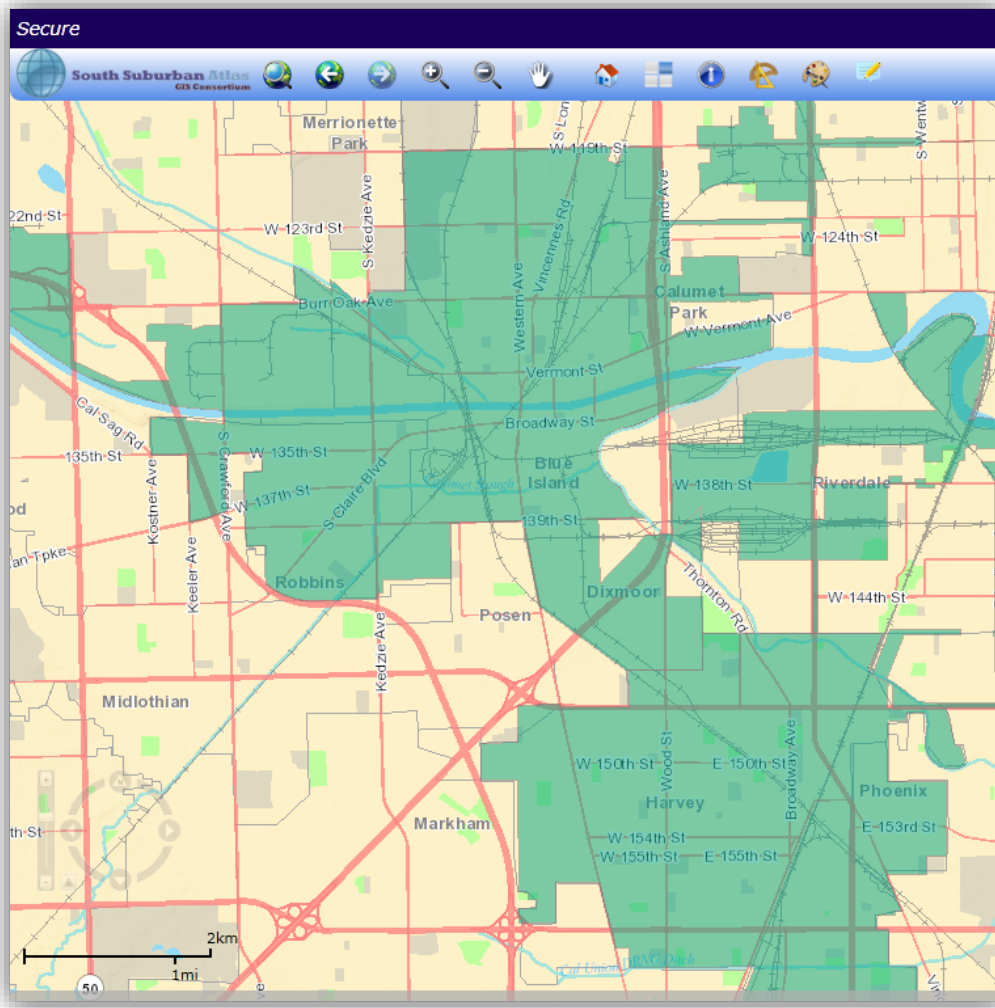 Secure
South Suburban Atlas
GIS Consortium
Merrionette
Park
W 119th St
S Wentw
22nd St
W 123rd St
S Kedzie Ave
Vincennes Rd
S Ashland Ave
W 124th St
Burr Oak Ave
Western Ave
Calumet
Park
W Vermont Ave
Vermont St
Cal Sag Rd
Broadway St
135th St
S Crawford Ave
W 135th St
Blue
Island
Kostner Ave
W 137th St
S Claire Blvd
W 138th St
Riverdale
139th St
an Tpke
Keeler Ave
Robbins
Dixmoor
Thornton Rd
W 144th St
Posen
Kedzie Ave
Midlothian
W 150th St
Wood St
E 150th St
Broadway Ave
Harvey
Phoenix
Markham
E 153rd St
th St
W 154th St
W 155th St
E 155th St
2km
1mi
Cal Union DRNG Ditch
50